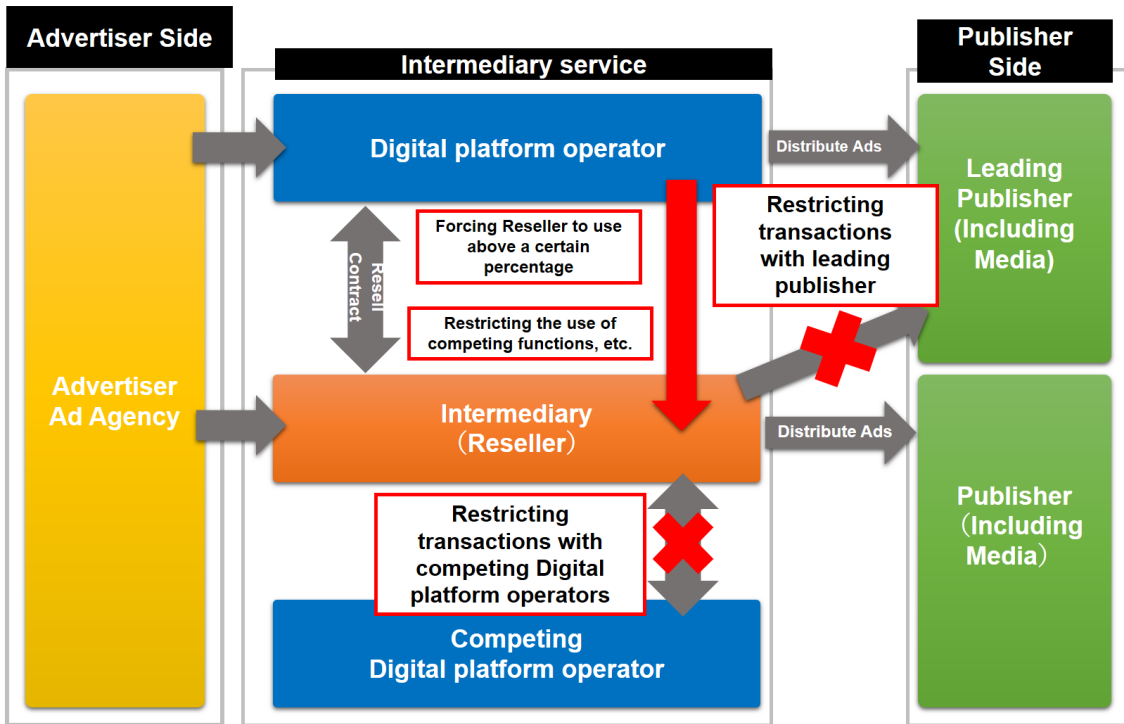 Advertiser Side
Intermediary service
Publisher
Side
Advertiser
Ad Agency
Digital platform operator
Distribute Ads
Leading
Publisher
(Including
Media)
Resell
Contract
Forcing Reseller to use
above a certain
percentage
Restricting the use of
competing functions, etc.
Restricting
transactions
with leading
publisher
Intermediary
（Reseller）
Distribute Ads
Publisher
（Including
Media）
Restricting
transactions with
competing Digital
platform operators
Competing
Digital platform operator